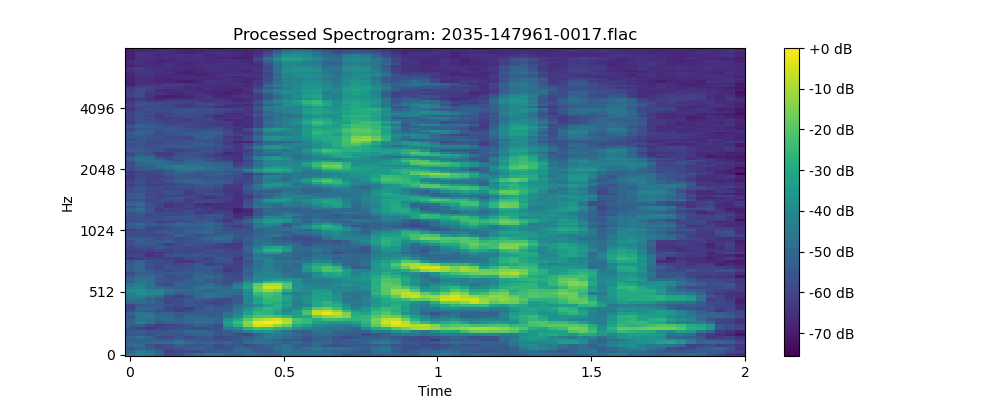 Processed Spectrogram: 2035-147961-0017.flac
Hz
4096
2048
1024
512
0
0 0.5 1 1.5 2
Time
+0 dB
-10 dB
-20 dB
-30 dB
-40 dB
-50 dB
-60 dB
-70 dB